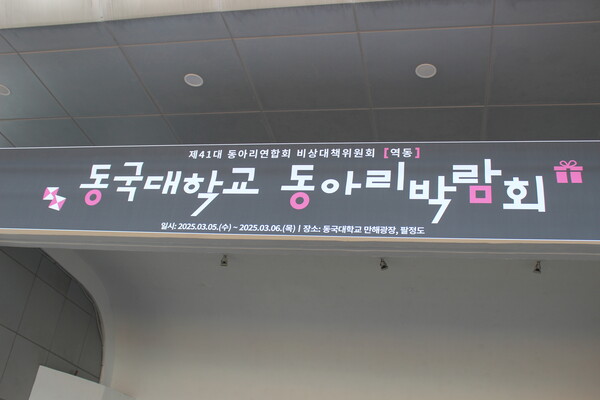 제41대 동아리연합회 비상대책위원회 [역동]
동국대학교 동아리박람회
일시: 2025.03.05.(수) ~ 2025.03.06.(목) | 장소: 동국대학교 만해광장, 팔정도